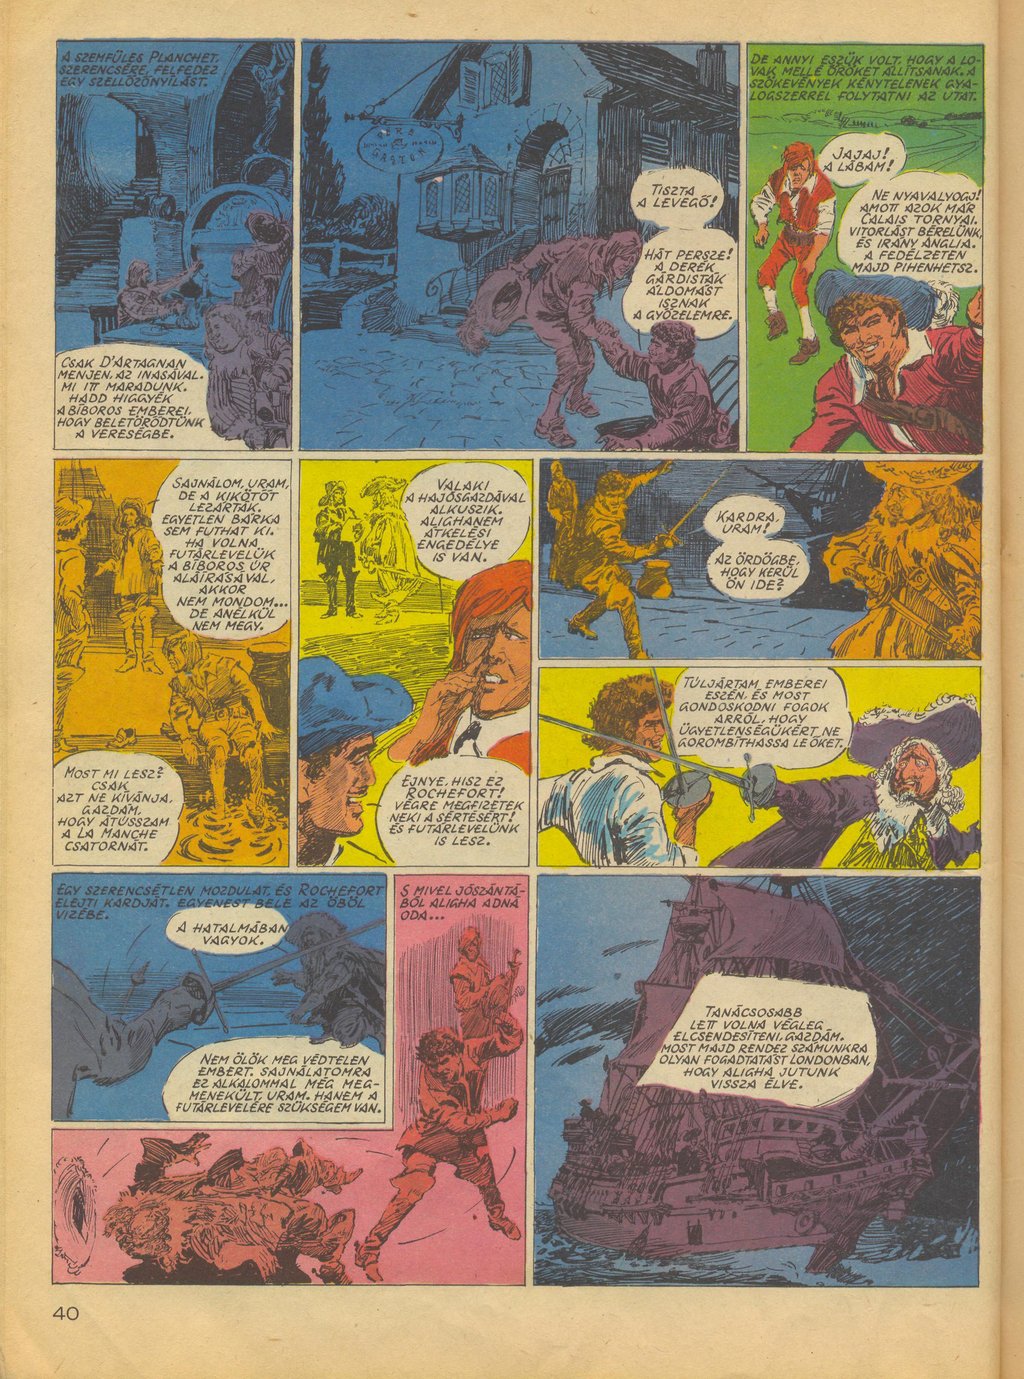 A SZEMFÜLES PLANCHET,
SZERENCSÉRE, FELFEDEZ
EGY SZELLŐZŐNYÍLÁST.
CSAK D'ARTAGNAN
MENJEN, AZ INASÁVAL.
MI ITT MARADUNK.
HADD HIGGYÉK
A BÍBOROS EMBEREI,
HOGY BELETÖRŐDTÜNK
A VERESÉGBE.
GASTON
TISZTA
A LEVEGŐ!
HÁT PERSZE!
A DERÉK
GÁRDISTÁK
ÁLDOMÁST
ISZNAK
A GYŐZELEMRE.
DE ANNYI ESZÜK VOLT, HOGY A LO-
VAK MELLÉ ŐRÖKET ÁLLÍTSANAK. A
SZÖKEVÉNYEK KÉNYTELENEK GYA-
LOGSZERREL FOLYTATNI AZ UTAT.
JAJAJ!
A LÁBAM!
NE NYAVALYOGJ!
AMOTT AZOK MÁR
CALAIS TORNYAI.
VITORLÁST BÉRELÜNK,
ÉS IRÁNY ANGLIA.
A FEDÉLZETEN
MAJD PIHENHETSZ.
SAJNÁLOM, URAM,
DE A KIKÖTŐT
LEZÁRTÁK.
EGYETLEN BÁRKA
SEM FUTHAT KI.
HA VOLNA
FUTÁRLEVELÜK
A BÍBOROS ÚR
ALÁÍRÁSÁVAL,
AKKOR
NEM MONDOM...
DE ANÉLKÜL
NEM MEGY.
MOST MI LESZ?
CSAK
AZT NE KÍVÁNJA,
GAZDÁM,
HOGY ÁTÚSSZAM
A LA MANCHE
CSATORNÁT.
VALAKI
A HAJÓSGAZDÁVAL
ALKUSZIK.
ALIGHANEM
ÁTKELÉSI
ENGEDÉLYE
IS VAN.
EJNYE, HISZ EZ
ROCHEFORT!
VÉGRE MEGFIZETEK
NEKI A SÉRTÉSÉRT!
ÉS FUTÁRLEVELÜNK
IS LESZ.
KARDRA,
URAM!
AZ ÖRDÖGBE,
HOGY KERÜL
ÖN IDE?
TÚLJÁRTAM EMBEREI
ESZÉN, ÉS MOST
GONDOSKODNI FOGOK
ARRÓL, HOGY
ÜGYETLENSÉGÜKÉRT NE
GOROMBÍTHASSA LE ŐKET.
EGY SZERENCSÉTLEN MOZDULAT, ÉS ROCHEFORT
ELEJTI KARDJÁT. EGYENEST BELE AZ ÖBÖL
VIZÉBE.
A HATALMÁBAN
VAGYOK.
NEM ÖLÖK MEG VÉDTELEN
EMBERT. SAJNÁLATOMRA
EZ ALKALOMMAL MÉG MEG-
MENEKÜLT, URAM. HANEM A
FUTÁRLEVELÉRE SZÜKSÉGEM VAN.
S MIVEL JÓSZÁNTÁ-
BÓL ALIGHA ADNÁ
ODA...
TANÁCSOSABB
LETT VOLNA VÉGLEG
ELCSENDESÍTENI, GAZDÁM.
MOST MAJD RENDEZ SZÁMUNKRA
OLYAN FOGADTATÁST LONDONBAN,
HOGY ALIGHA JUTUNK
VISSZA ÉLVE.
40